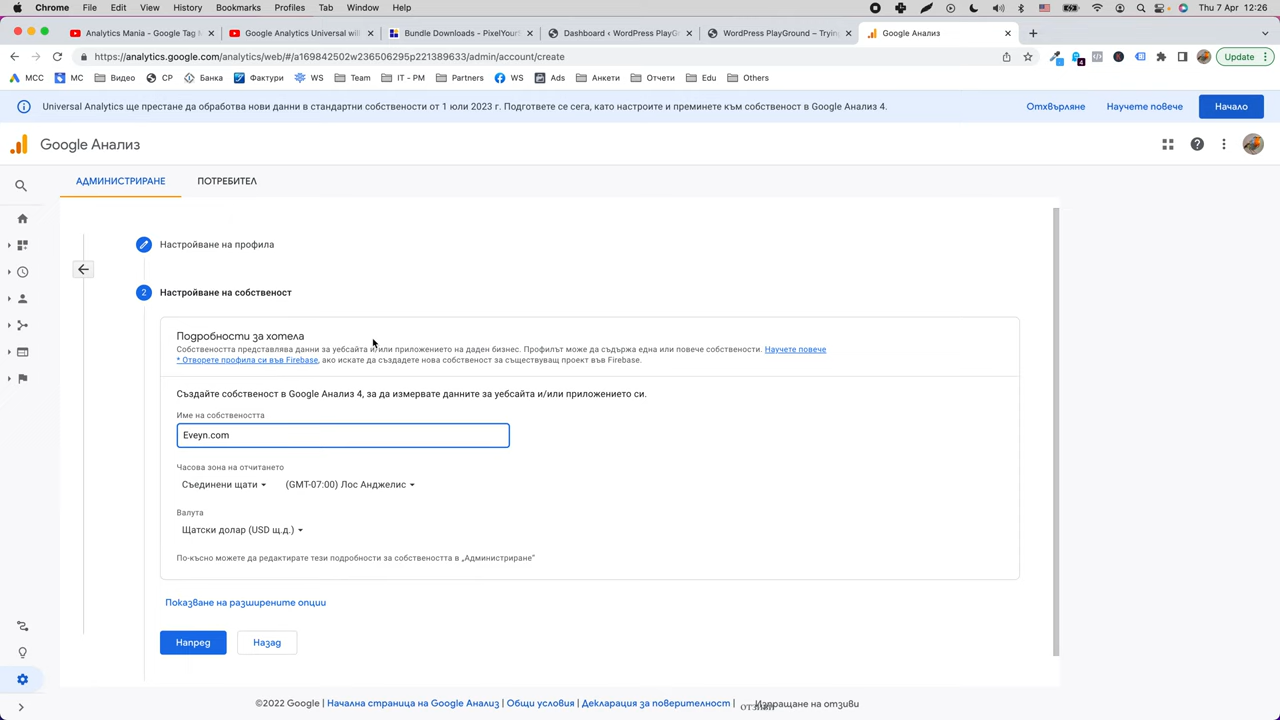 Chrome File Edit View History Bookmarks Profiles Tab Window Help Thu 7 Apr 12:26
Analytics Mania - Google Tag M
Google Analytics Universal will
Bundle Downloads - PixelYourS
Dashboard ‹ WordPress PlayGr
WordPress PlayGround – Trying
Google Анализ
https://analytics.google.com/analytics/web/#/a169842502w236506295p221389633/admin/account/create
4
Update
МСС МС Видео CP Банка Фактури WS Team IT - PM Partners WS Ads Анкети Отчети Edu Others
Universal Analytics ще престане да обработва нови данни в стандартни собствености от 1 юли 2023 г. Подгответе се сега, като настроите и преминете към собственост в Google Анализ 4.
Отхвърляне Научете повече Начало
Google Анализ
АДМИНИСТРИРАНЕ ПОТРЕБИТЕЛ
Настройване на профила
2 Настройване на собственост
Подробности за хотела
Собствеността представлява данни за уебсайта и/или приложението на даден бизнес. Профилът може да съдържа една или повече собствености. Научете повече
* Отворете профила си във Firebase, ако искате да създадете нова собственост за съществуващ проект във Firebase.
Създайте собственост в Google Анализ 4, за да измервате данните за уебсайта и/или приложението си.
Име на собствеността
Eveyn.com
Часова зона на отчитането
Съединени щати (GMT-07:00) Лос Анджелис
Валута
Щатски долар (USD щ.д.)
По-късно можете да редактирате тези подробности за собствеността в „Администриране“
Показване на разширените опции
Напред Назад
©2022 Google | Начална страница на Google Анализ | Общи условия | Декларация за поверителност | Изпращане на отзиви
отзиви